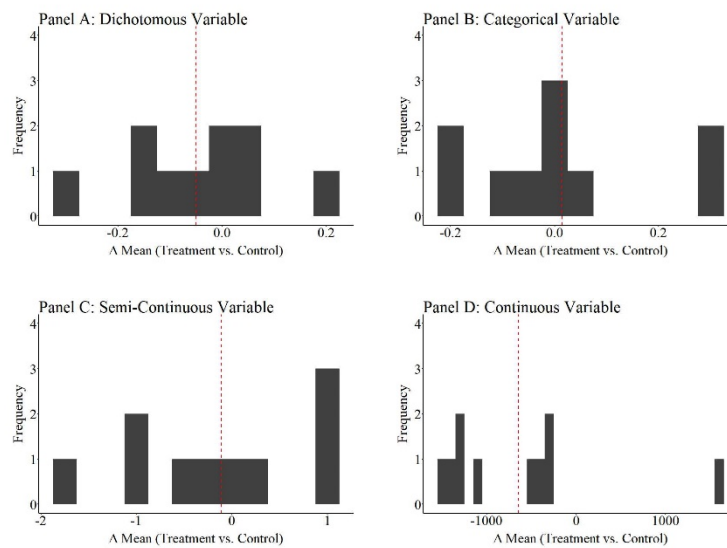 Panel A: Dichotomous Variable
4
3
2
1
0
Frequency
-0.2
0.0
0.2
Δ Mean (Treatment vs. Control)
Panel B: Categorical Variable
4
3
2
1
0
Frequency
-0.2
0.0
0.2
Δ Mean (Treatment vs. Control)
Panel C: Semi-Continuous Variable
4
3
2
1
0
Frequency
-2
-1
0
1
Δ Mean (Treatment vs. Control)
Panel D: Continuous Variable
4
3
2
1
0
Frequency
-1000
0
1000
Δ Mean (Treatment vs. Control)